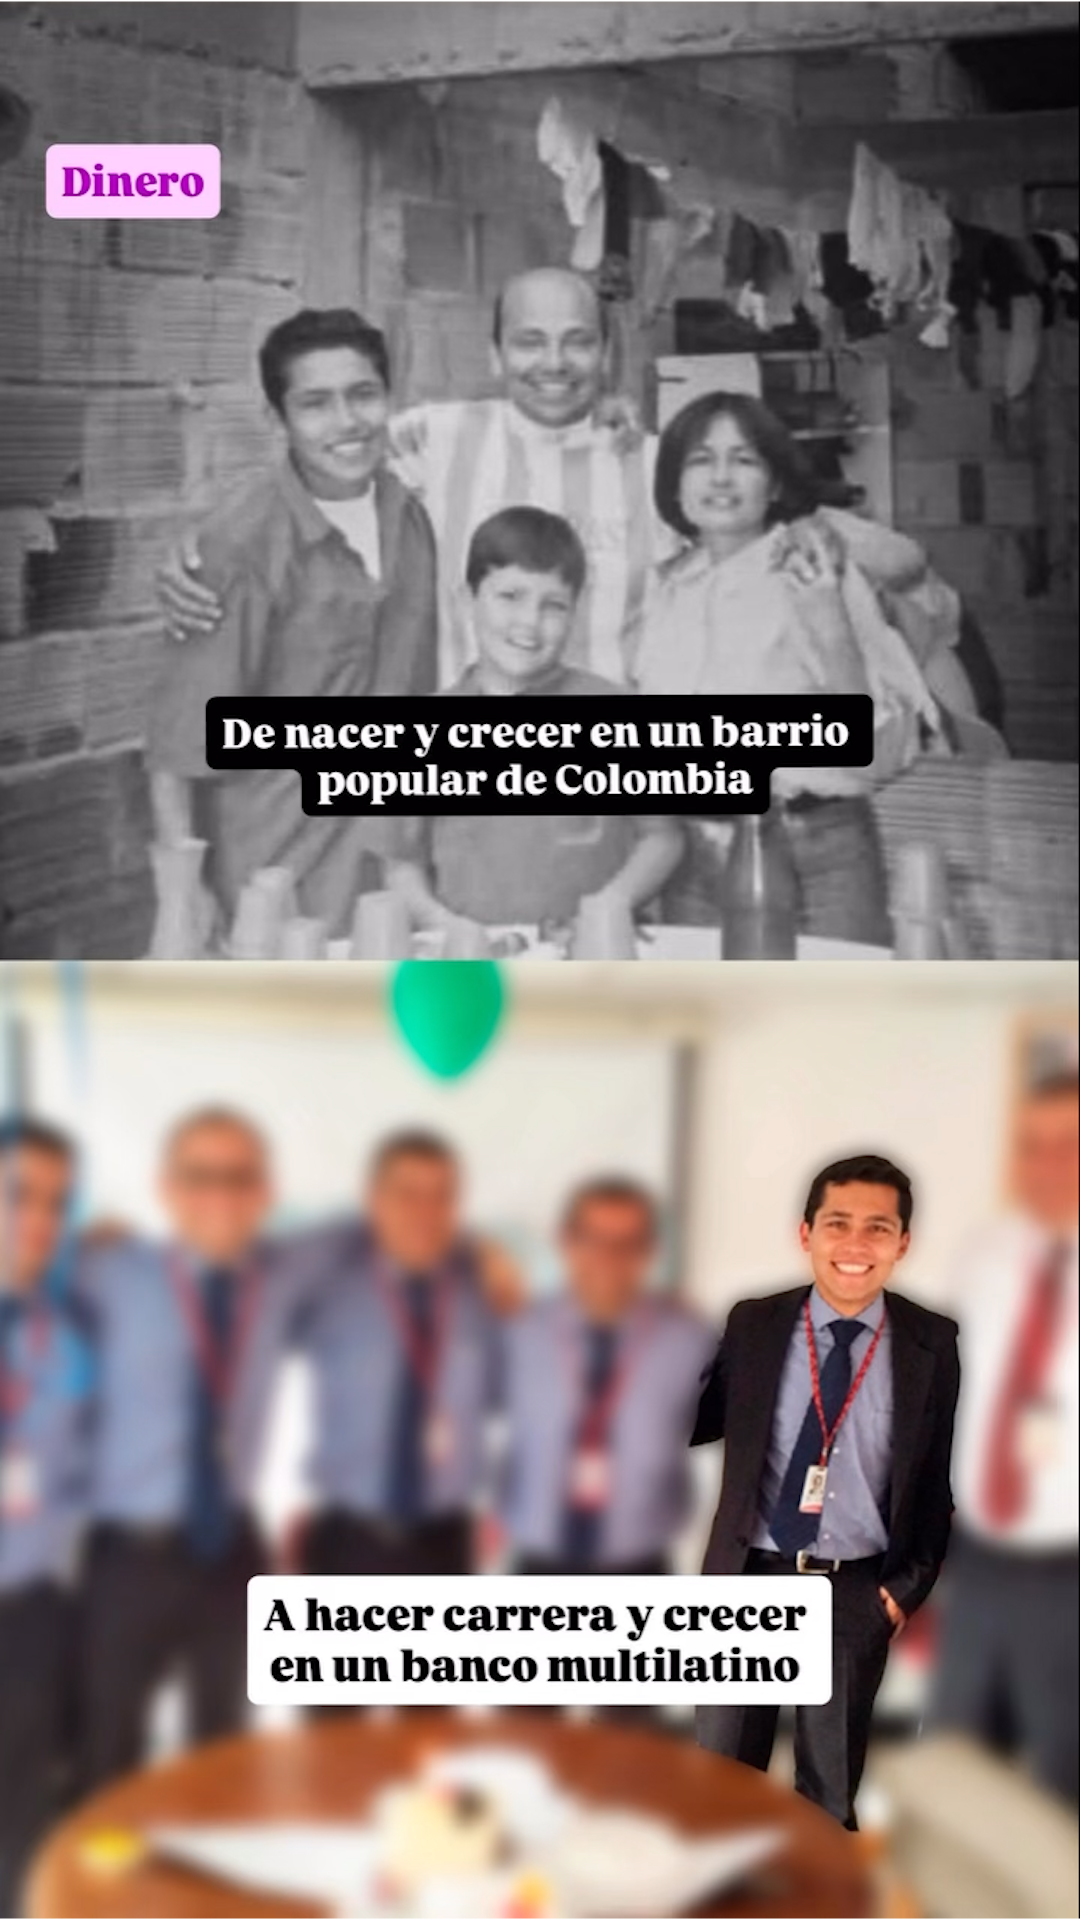 Dinero
De nacer y crecer en un barrio
popular de Colombia
A hacer carrera y crecer
en un banco multilatino